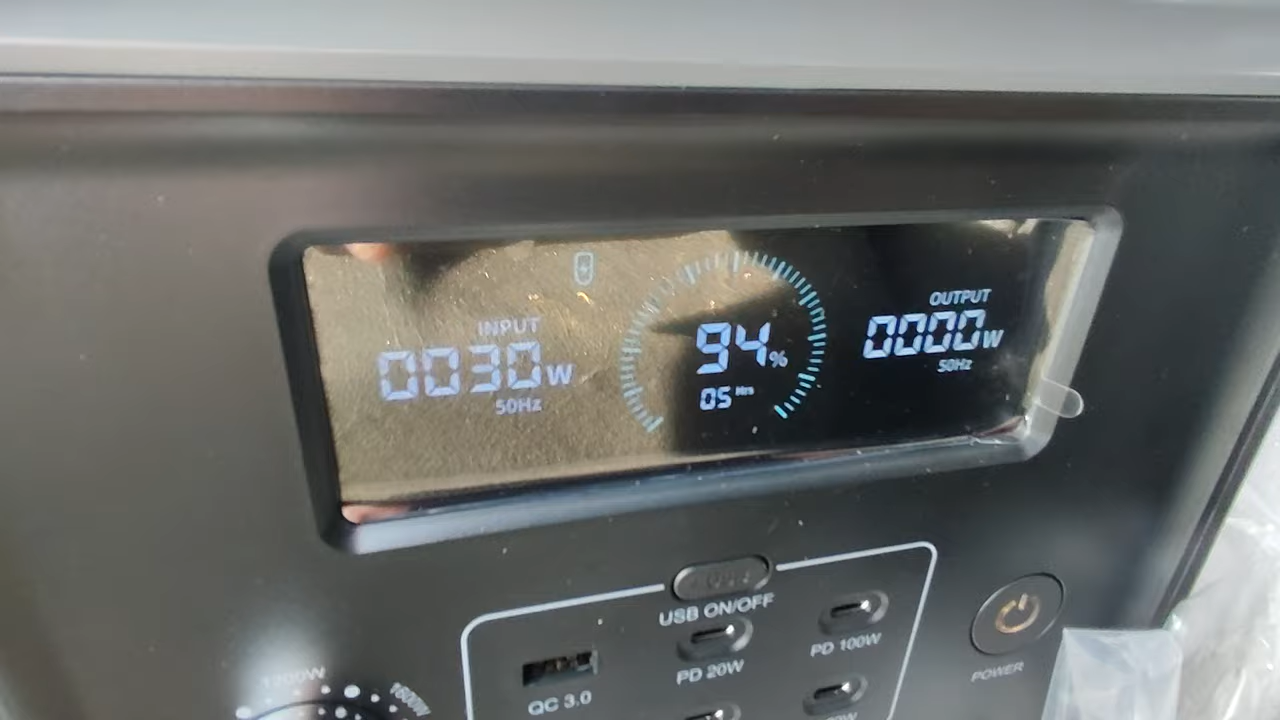 INPUT
0030W
50Hz
94%
05 Hrs
OUTPUT
0000W
50Hz
USB ON/OFF
PD 20W
PD 100W
QC 3.0
POWER
1200W